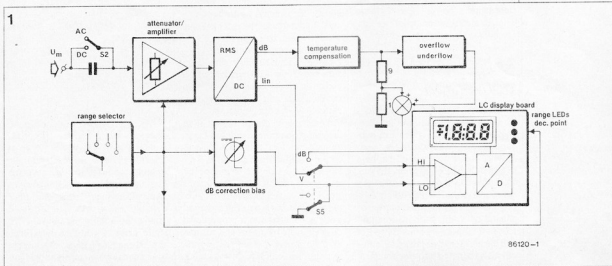 1
attenuator/
amplifier
AC
Um
DC
S2
RMS
DC
dB
lin
temperature
compensation
overflow
underflow
9
1
+
+
LC display board
range LEDs
dec. point
range selector
dB correction bias
dB
V
S5
HI
LO
A
D
86120-1